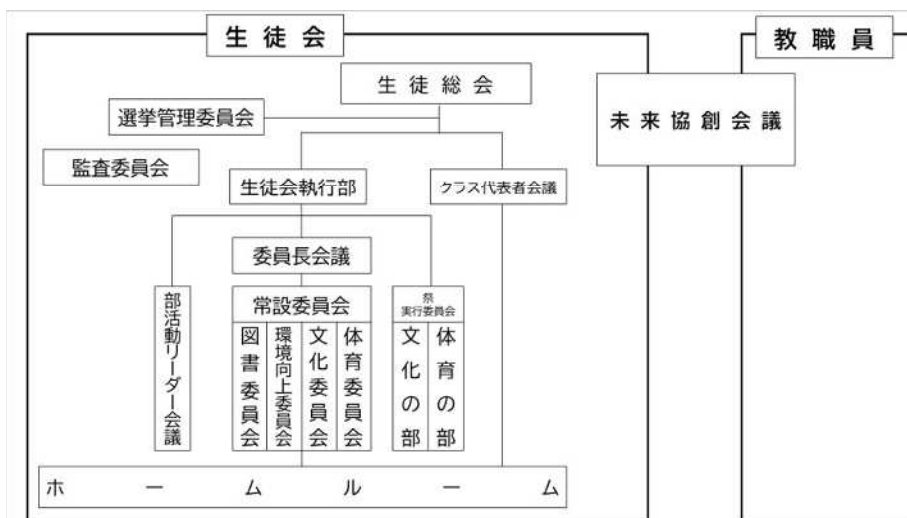 生徒会
教職員
生徒総会
未来協創会議
選挙管理委員会
監査委員会
生徒会執行部
クラス代表者会議
委員長会議
部活動リーダー会議
常設委員会
図書委員会
環境向上委員会
文化委員会
体育委員会
祭
実行委員会
文化の部
体育の部
ホームルーム